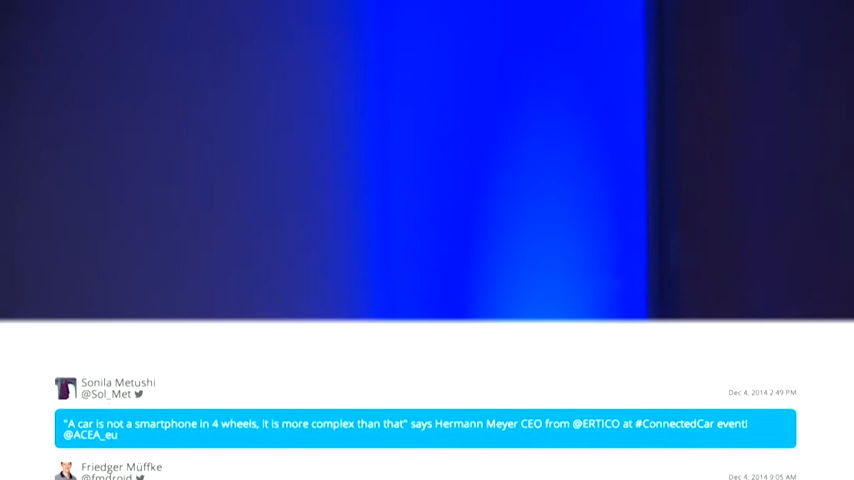 Sonila Metushi
@Sol_Met
Dec 4, 2014 2:49 PM
"A car is not a smartphone in 4 wheels, it is more complex than that" says Hermann Meyer CEO from @ERTICO at #ConnectedCar event!
@ACEA_eu
Friedger Müffke
@fmdroid
Dec 4, 2014 9:05 AM